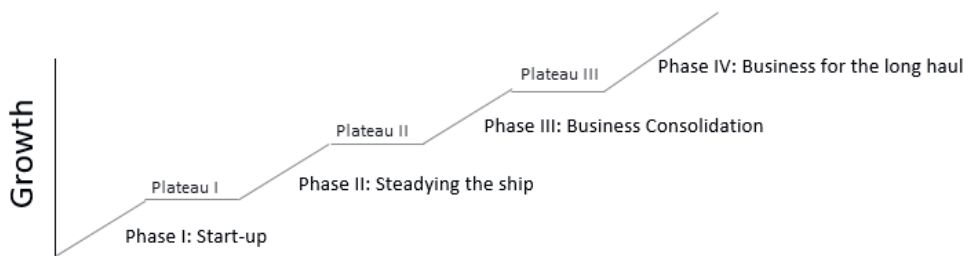 Growth
Phase I: Start-up
Plateau I
Phase II: Steadying the ship
Plateau II
Phase III: Business Consolidation
Plateau III
Phase IV: Business for the long haul